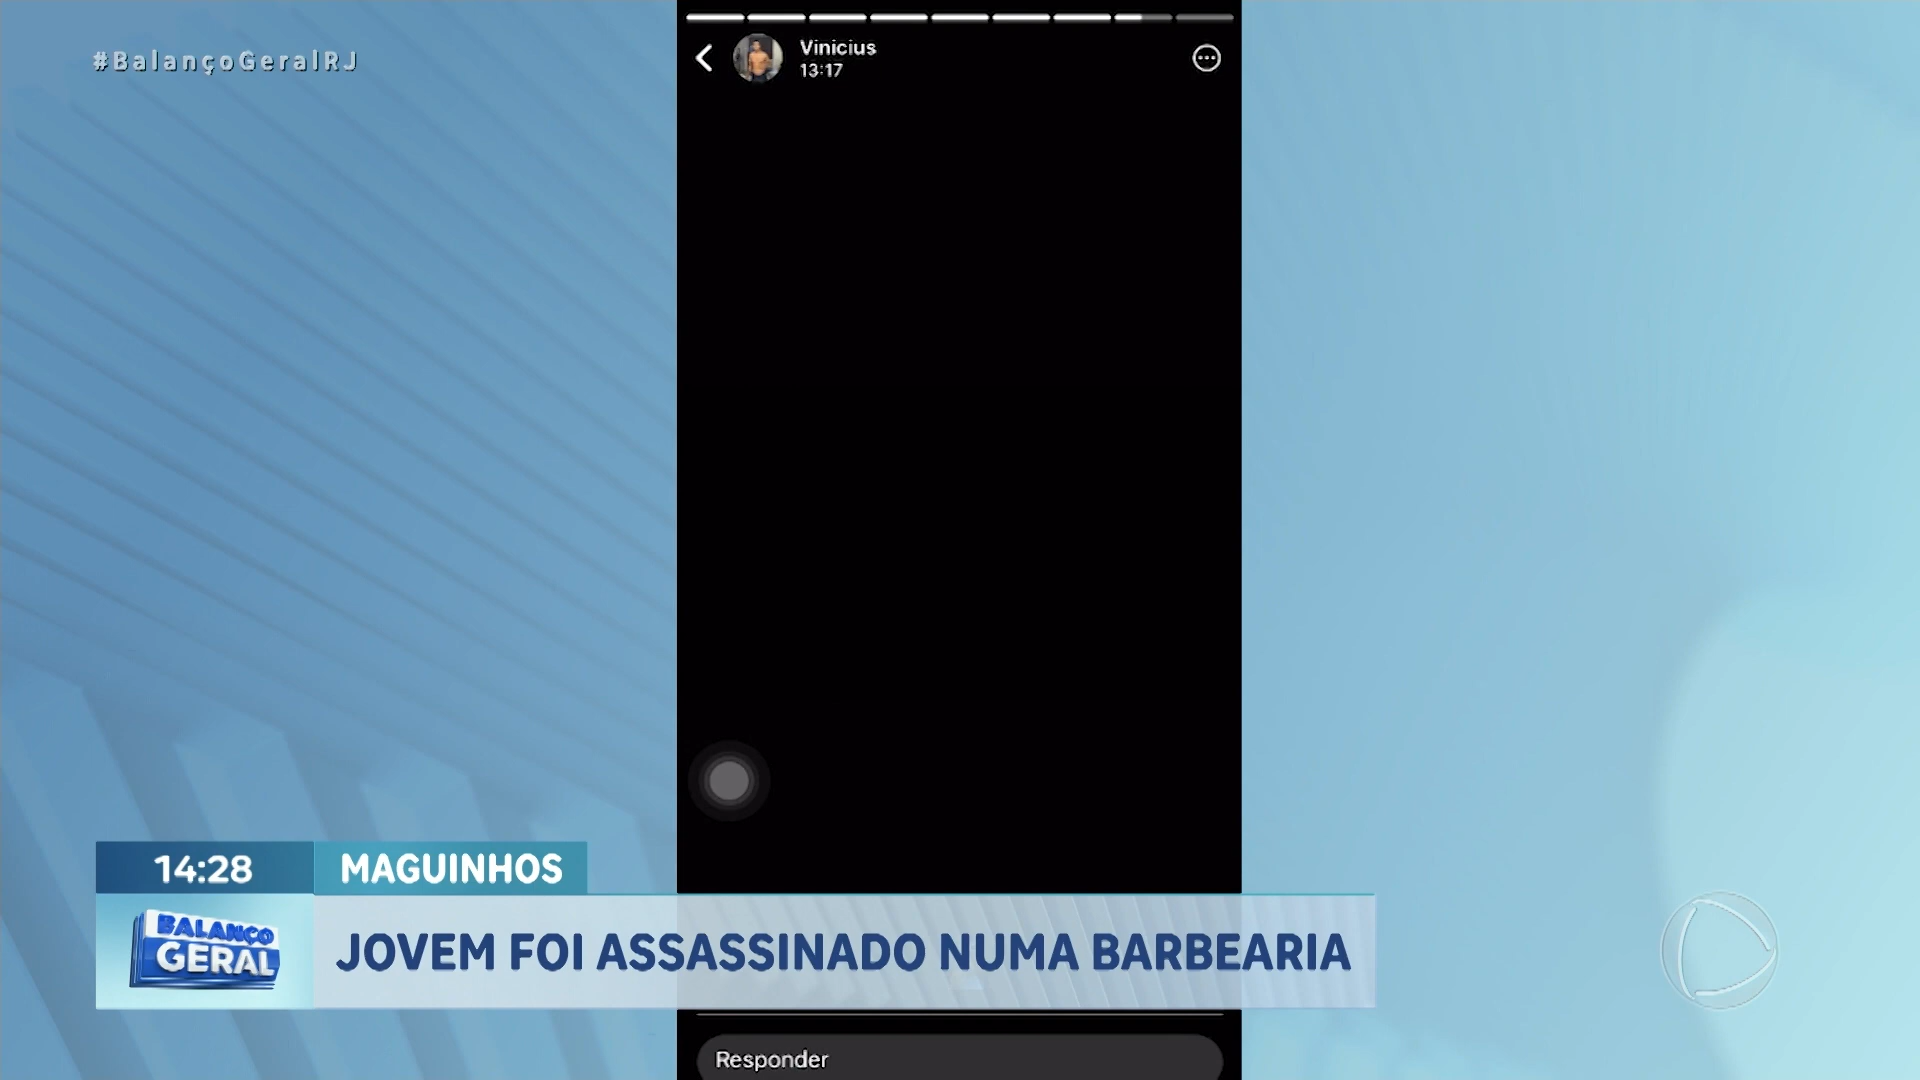 #BalançoGeralRJ
Vinicius
13:17
14:28
MAGUINHOS
BALANÇO
GERAL
JOVEM FOI ASSASSINADO NUMA BARBEARIA
Responder